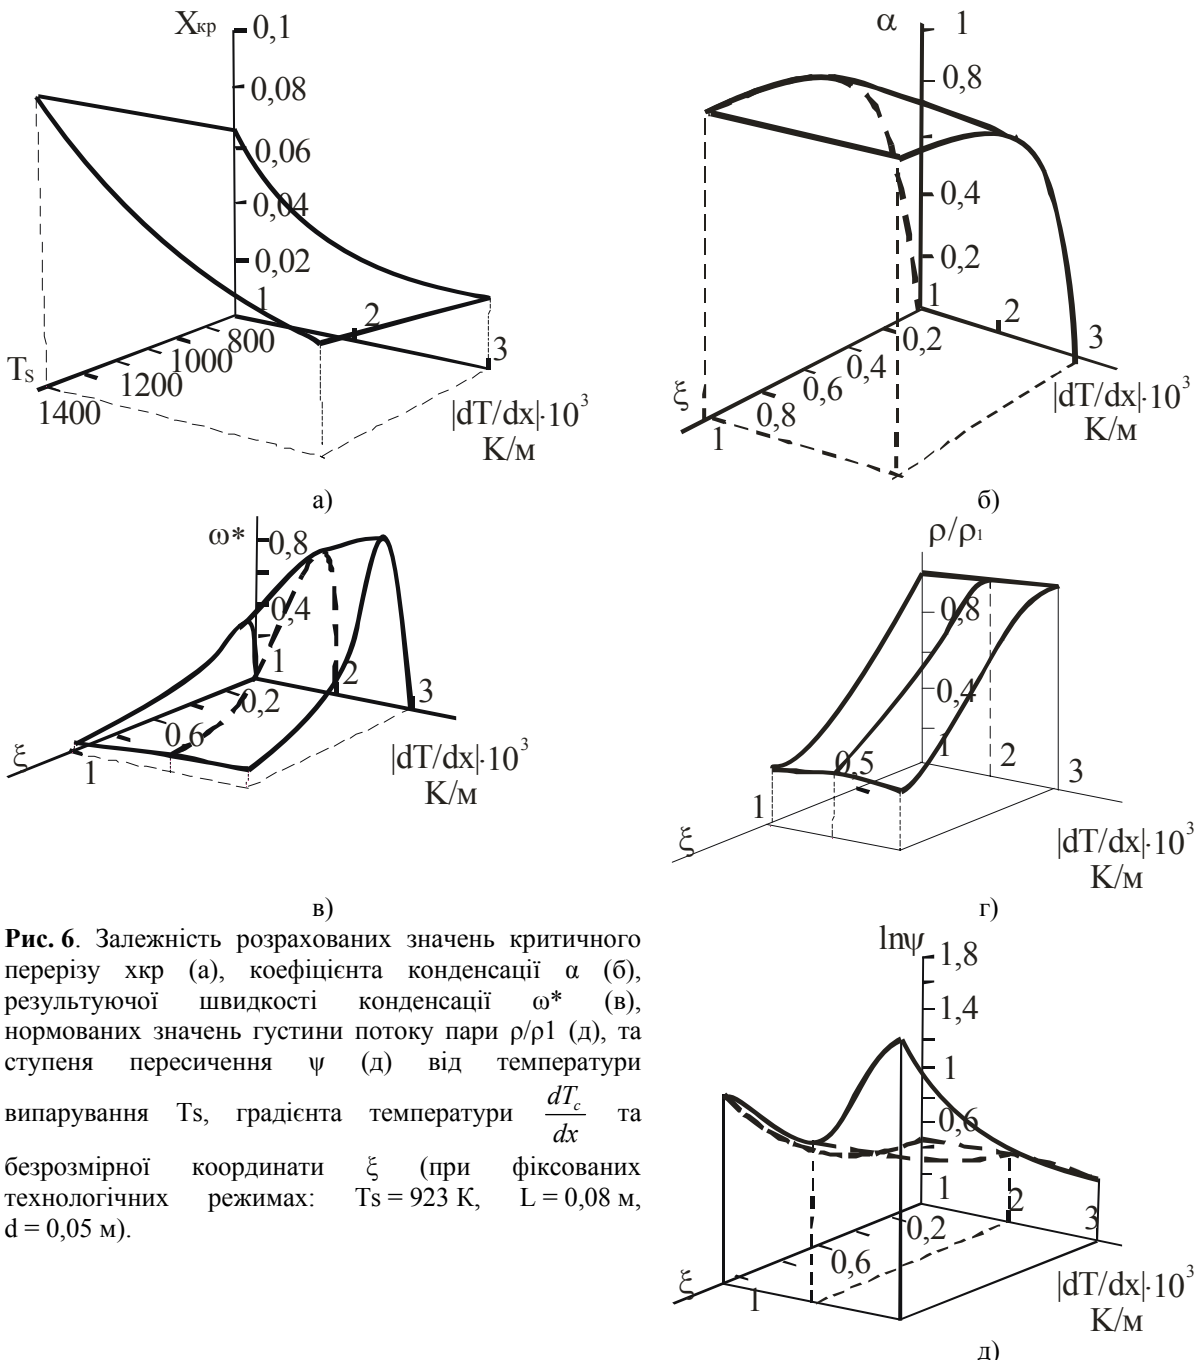 Xкр
0,1
0,08
0,06
0,04
0,02
1
2
3
800
1000
1200
1400
Ts
|dT/dx|·10³
К/м
а)
α
1
0,8
0,4
0,2
1
2
3
0,2
0,4
0,6
0,8
1
ξ
|dT/dx|·10³
К/м
б)
ω*
0,8
0,4
1
2
3
0,2
0,6
1
ξ
|dT/dx|·10³
К/м
в)
ρ/ρ₁
0,8
0,4
1
2
3
0,5
1
ξ
|dT/dx|·10³
К/м
г)
Рис. 6. Залежність розрахованих значень критичного
перерізу хкр (а), коефіцієнта конденсації α (б),
результуючої швидкості конденсації ω* (в),
нормованих значень густини потоку пари ρ/ρ1 (д), та
ступеня пересичення ψ (д) від температури
випарування Ts, градієнта температури dT_c/dx та
безрозмірної координати ξ (при фіксованих
технологічних режимах: Ts = 923 К, L = 0,08 м,
d = 0,05 м).
lnψ
1,8
1,4
1
0,6
1
2
3
0,2
0,6
1
ξ
|dT/dx|·10³
К/м
д)